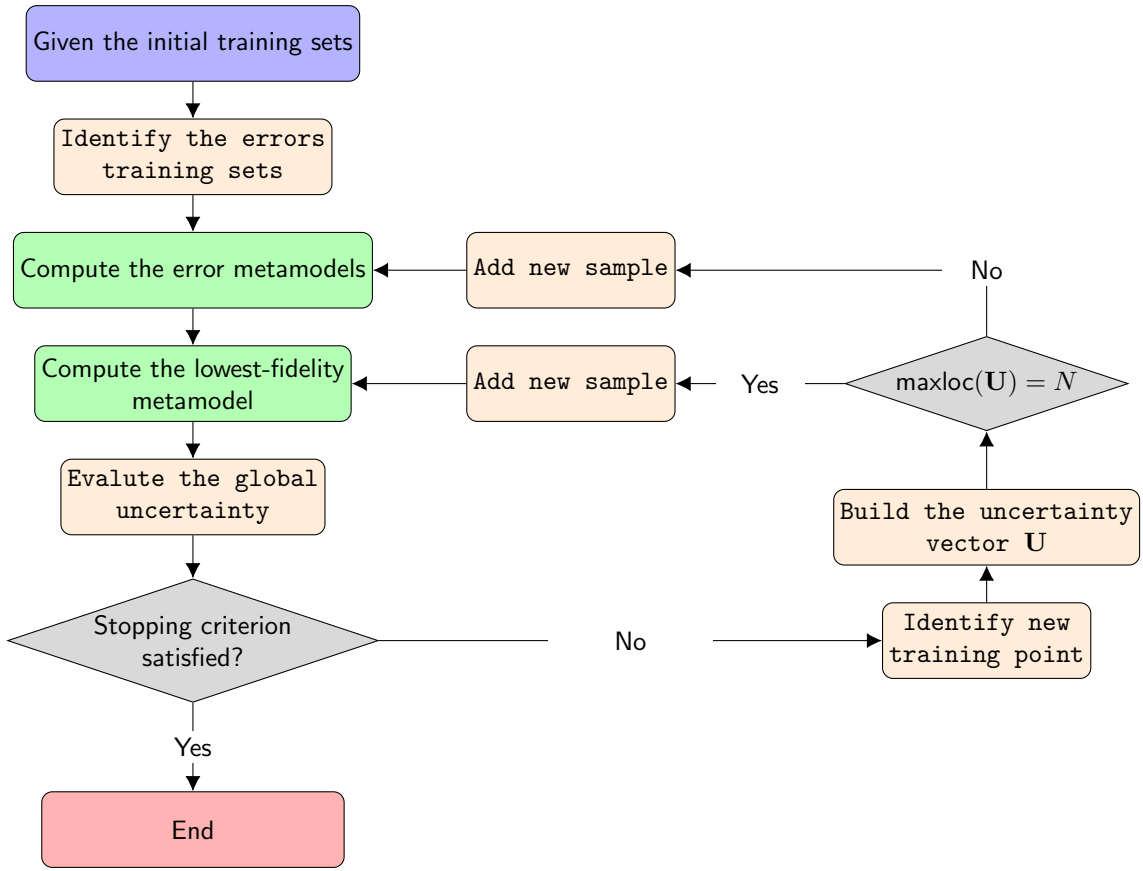 Given the initial training sets
Identify the errors
training sets
Compute the error metamodels
Add new sample
No
Compute the lowest-fidelity
metamodel
Add new sample
Yes
maxloc(U) = N
Evalute the global
uncertainty
Build the uncertainty
vector U
Stopping criterion
satisfied?
No
Identify new
training point
Yes
End